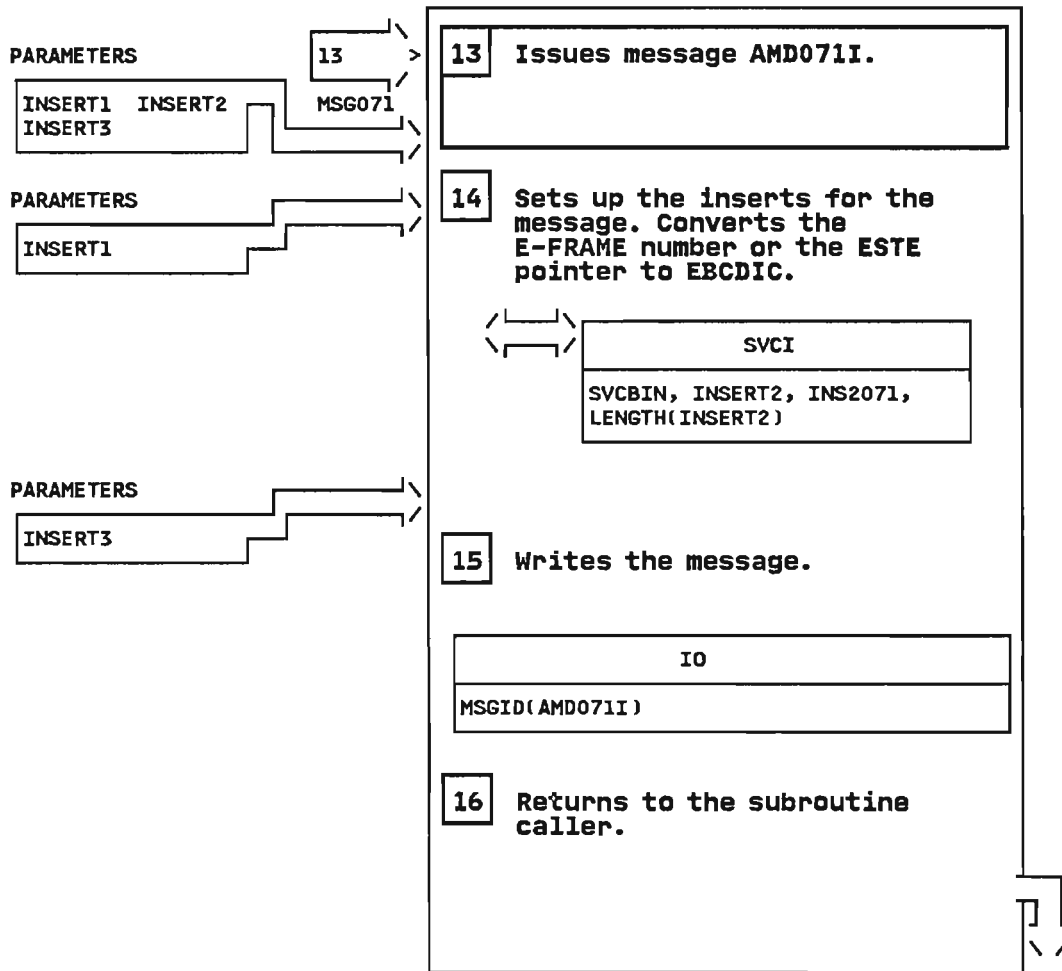 PARAMETERS
13
13 Issues message AMD071I.
INSERT1 INSERT2
INSERT3
MSG071
PARAMETERS
INSERT1
14 Sets up the inserts for the
message. Converts the
E-FRAME number or the ESTE
pointer to EBCDIC.
SVCI
SVCBIN, INSERT2, INS2071,
LENGTH(INSERT2)
PARAMETERS
INSERT3
15 Writes the message.
IO
MSGID(AMD071I)
16 Returns to the subroutine
caller.